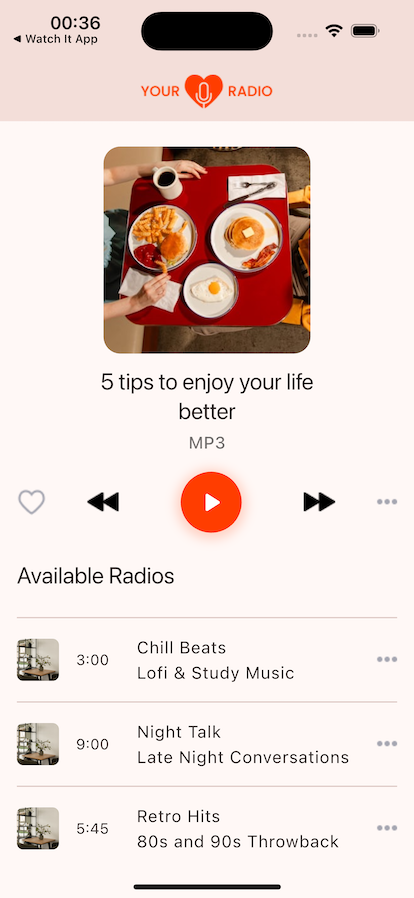 00:36
◀ Watch It App
YOUR RADIO
5 tips to enjoy your life
better
MP3
Available Radios
3:00
Chill Beats
Lofi & Study Music
9:00
Night Talk
Late Night Conversations
5:45
Retro Hits
80s and 90s Throwback